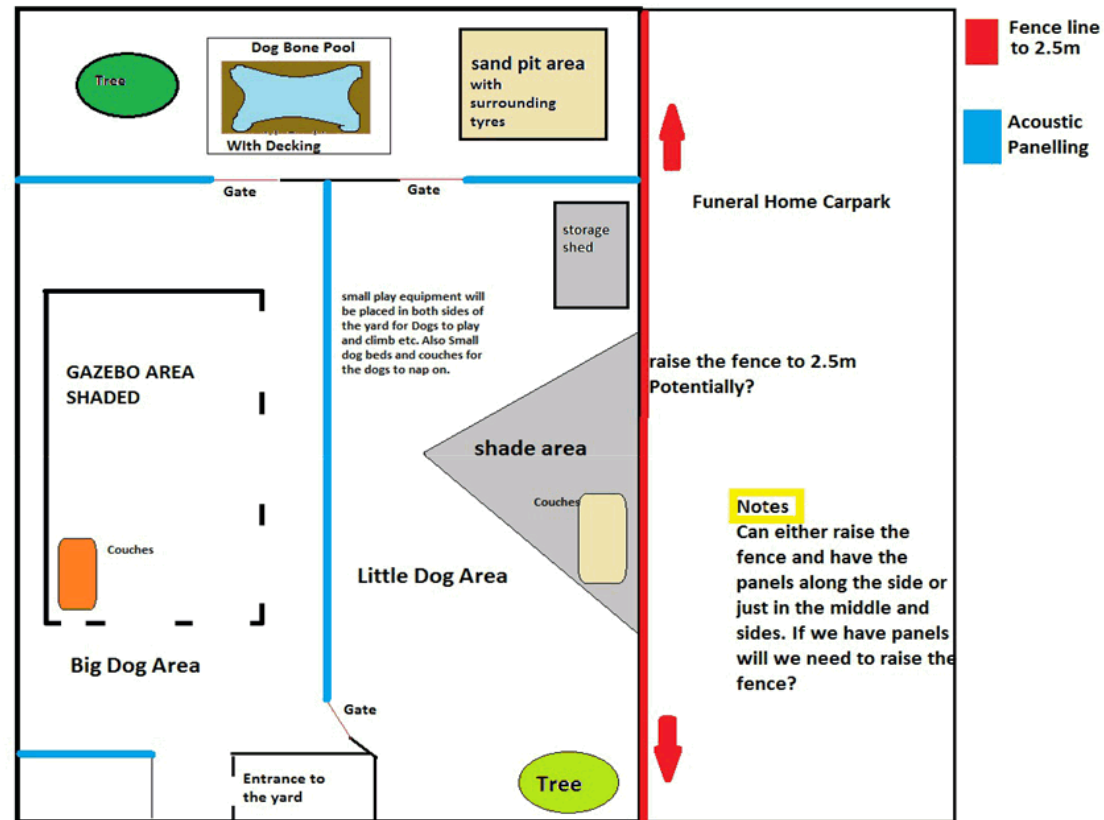 Fence line
to 2.5m
Acoustic
Panelling
Tree
Dog Bone Pool
WIth Decking
sand pit area
with
surrounding
tyres
Gate
Gate
Funeral Home Carpark
storage
shed
small play equipment will
be placed in both sides of
the yard for Dogs to play
and climb etc. Also Small
dog beds and couches for
the dogs to nap on.
GAZEBO AREA
SHADED
raise the fence to 2.5m
Potentially?
shade area
Couches
Notes
Can either raise the
fence and have the
panels along the side or
just in the middle and
sides. If we have panels
will we need to raise the
fence?
Couches
Little Dog Area
Big Dog Area
Gate
Entrance to
the yard
Tree